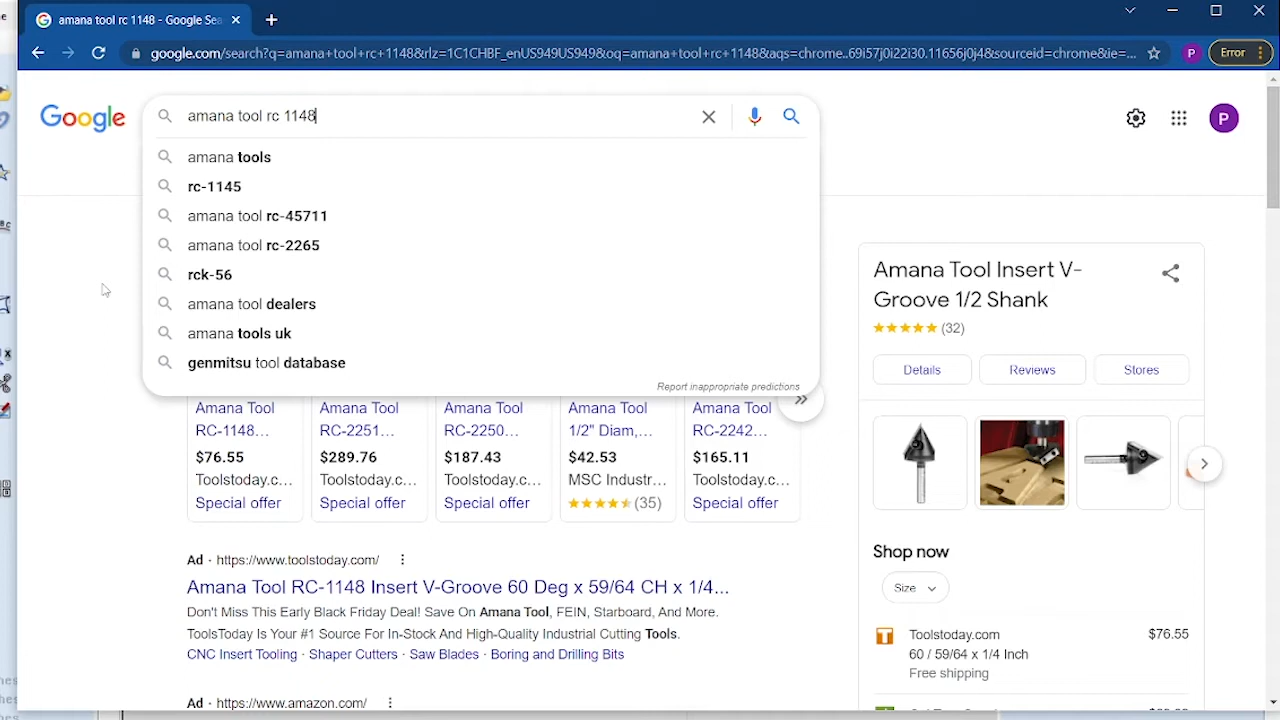 amana tool rc 1148 - Google Sea
google.com/search?q=amana+tool+rc+1148&rlz=1C1CHBF_enUS949US949&oq=amana+tool+rc+1148&aqs=chrome..69i57j0i22i30.11656j0j4&sourceid=chrome&ie=...
P
Error
Google
amana tool rc 1148
P
amana tools
rc-1145
amana tool rc-45711
amana tool rc-2265
rck-56
amana tool dealers
amana tools uk
genmitsu tool database
Report inappropriate predictions
Amana Tool
RC-1148...
$76.55
Toolstoday.c...
Special offer
Amana Tool
RC-2251...
$289.76
Toolstoday.c...
Special offer
Amana Tool
RC-2250...
$187.43
Toolstoday.c...
Special offer
Amana Tool
1/2" Diam,...
$42.53
MSC Industr...
(35)
Amana Tool
RC-2242...
$165.11
Toolstoday.c...
Special offer
Ad · https://www.toolstoday.com/
Amana Tool RC-1148 Insert V-Groove 60 Deg x 59/64 CH x 1/4...
Don't Miss This Early Black Friday Deal! Save On Amana Tool, FEIN, Starboard, And More.
ToolsToday Is Your #1 Source For In-Stock And High-Quality Industrial Cutting Tools.
CNC Insert Tooling · Shaper Cutters · Saw Blades · Boring and Drilling Bits
Ad · https://www.amazon.com/
Amana Tool Insert V-
Groove 1/2 Shank
(32)
Details
Reviews
Stores
Shop now
Size
Toolstoday.com
$76.55
60 / 59/64 x 1/4 Inch
Free shipping